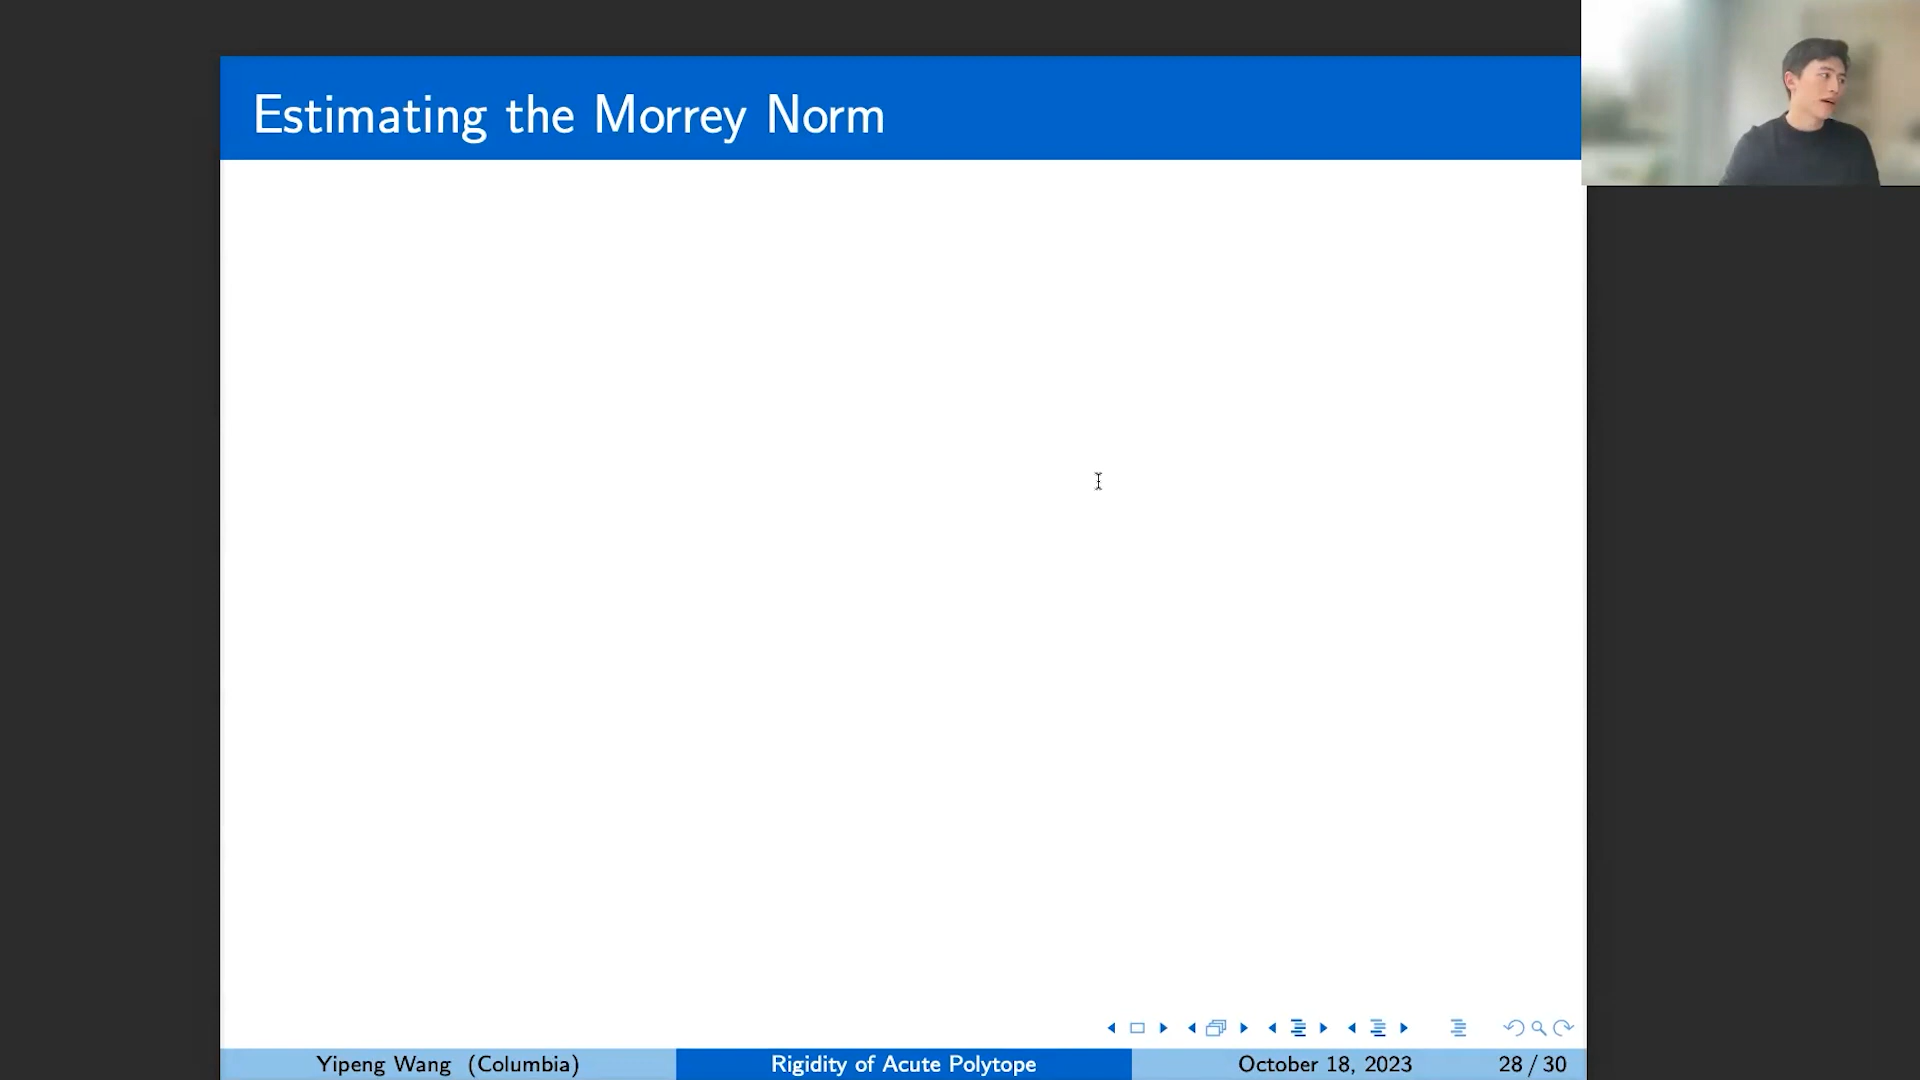 Estimating the Morrey Norm
Yipeng Wang (Columbia)
Rigidity of Acute Polytope
October 18, 2023
28 / 30